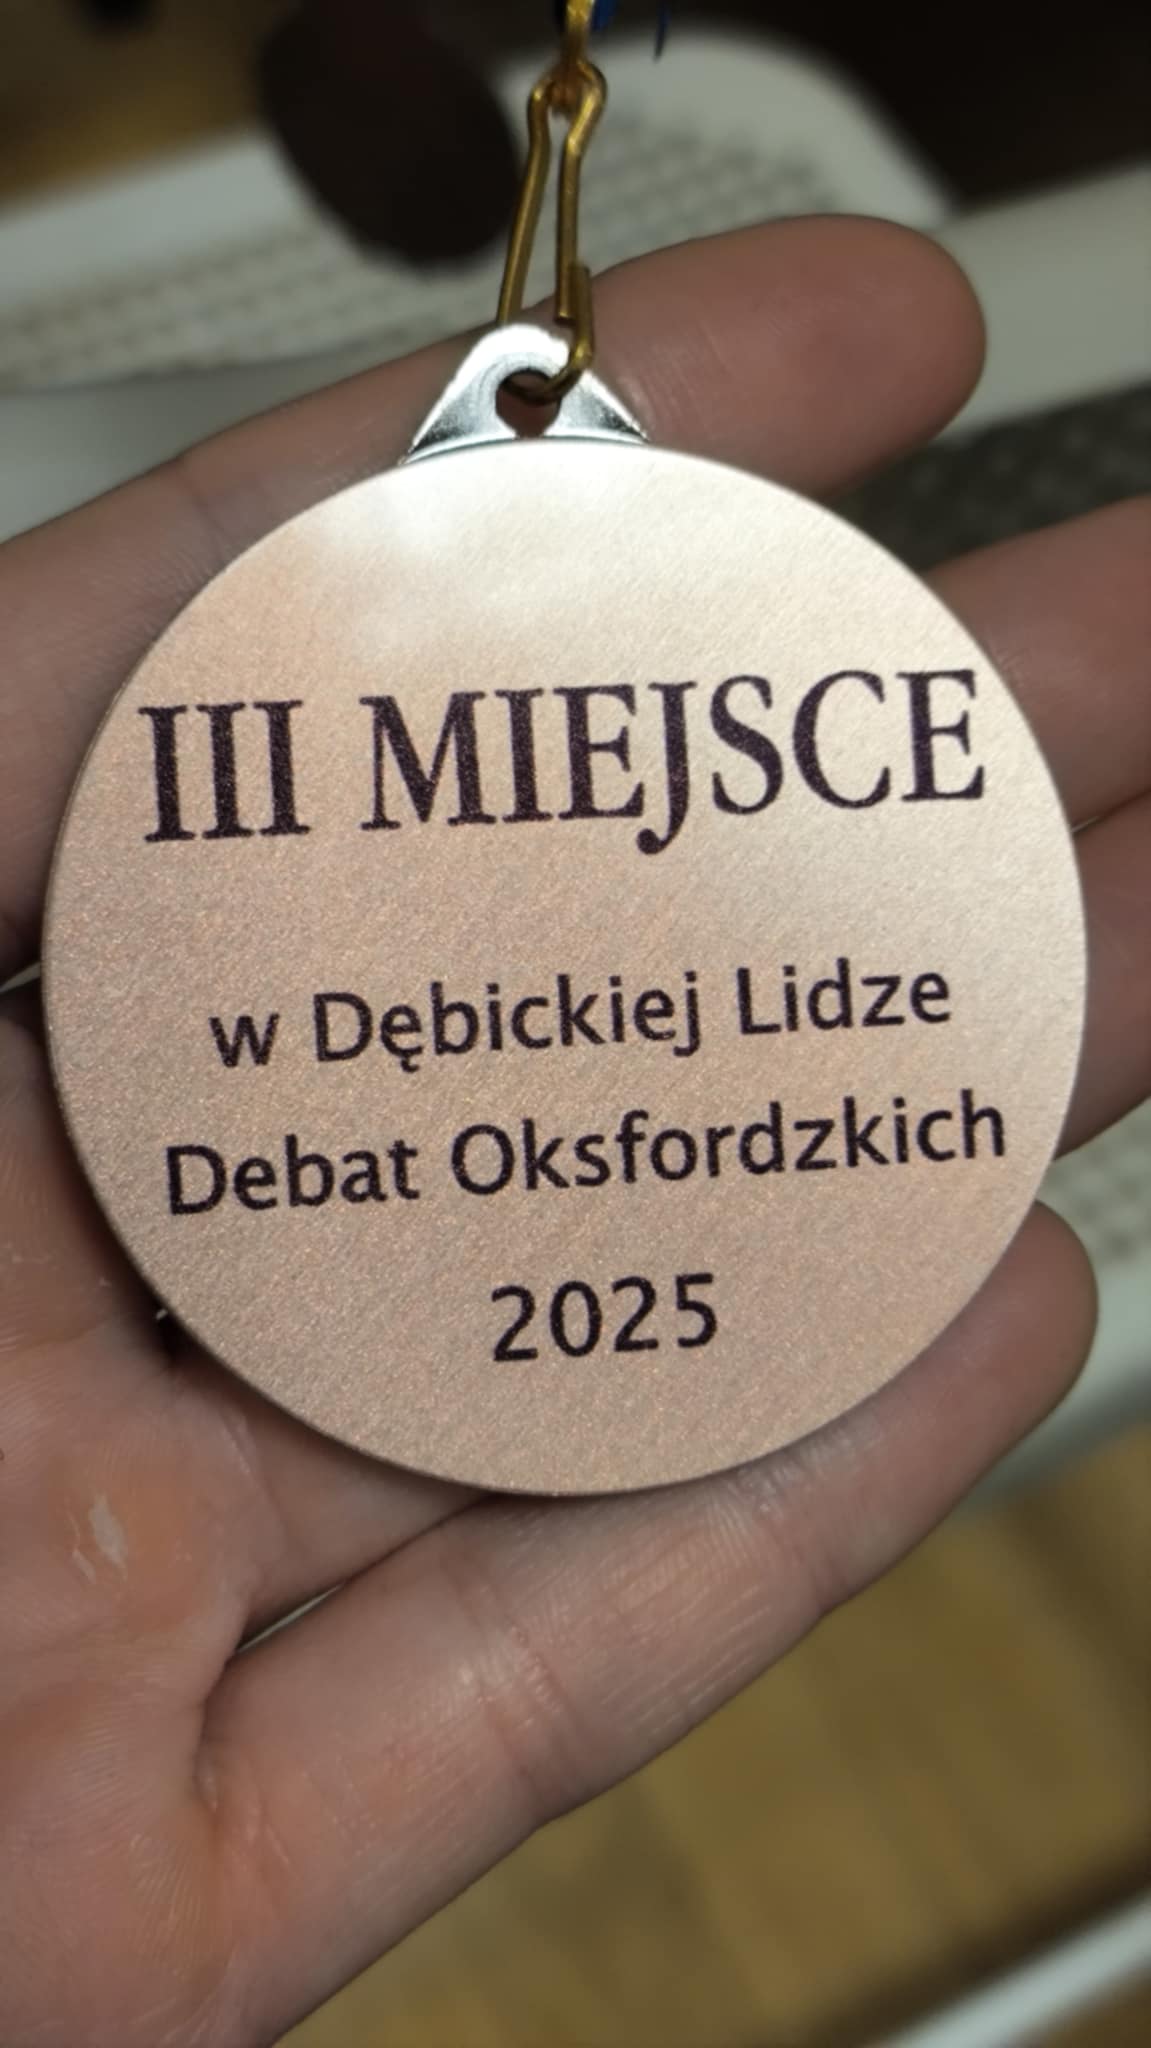 III MIEJSCE
w Dębickiej Lidze
Debat Oksfordzkich
2025